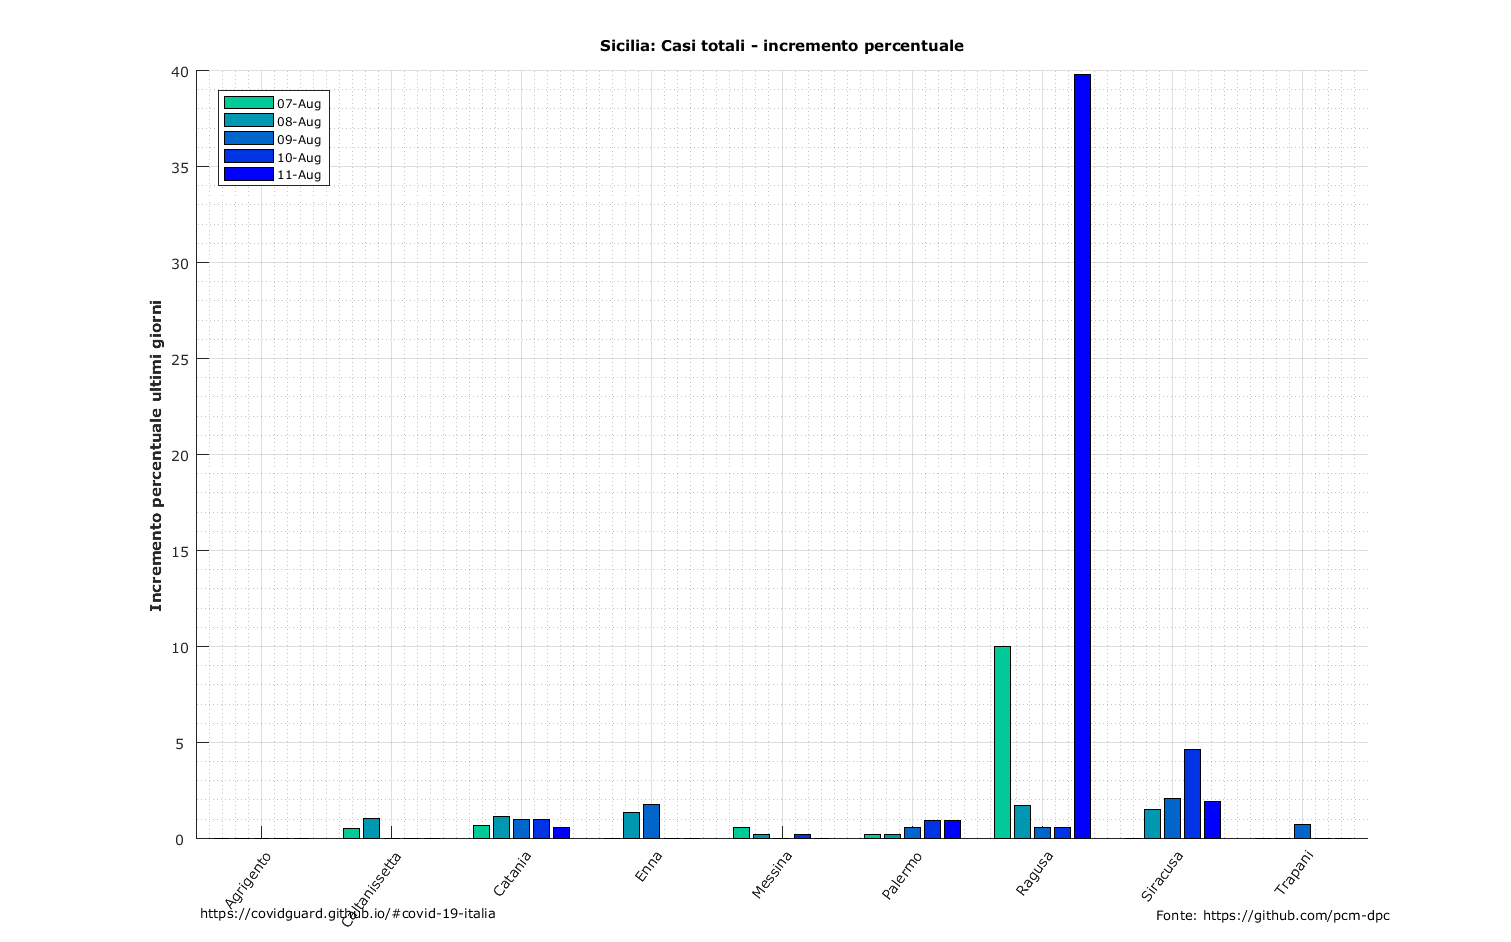 Sicilia: Casi totali - incremento percentuale
40
35
30
25
20
15
10
5
0
Incremento percentuale ultimi giorni
07-Aug
08-Aug
09-Aug
10-Aug
11-Aug
Agrigento
Caltanissetta
Catania
Enna
Messina
Palermo
Ragusa
Siracusa
Trapani
https://covidguard.github.io/#covid-19-italia
Fonte: https://github.com/pcm-dpc